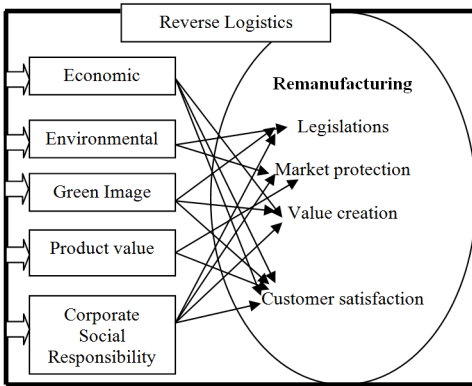 Reverse Logistics
Economic
Environmental
Green Image
Product value
Corporate
Social
Responsibility
Remanufacturing
Legislations
Market protection
Value creation
Customer satisfaction